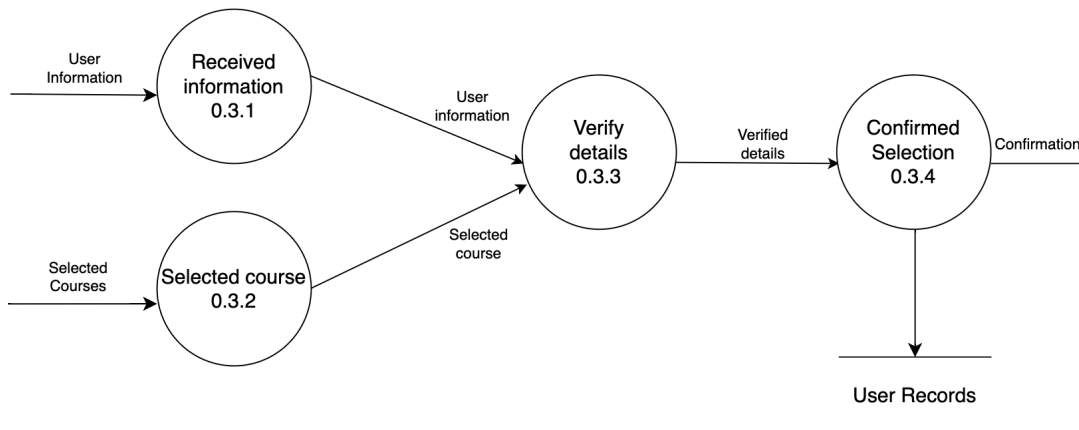 User
Information
Received
information
0.3.1
User
information
Selected
Courses
Selected course
0.3.2
Selected
course
Verify
details
0.3.3
Verified
details
Confirmed
Selection
0.3.4
Confirmation
User Records